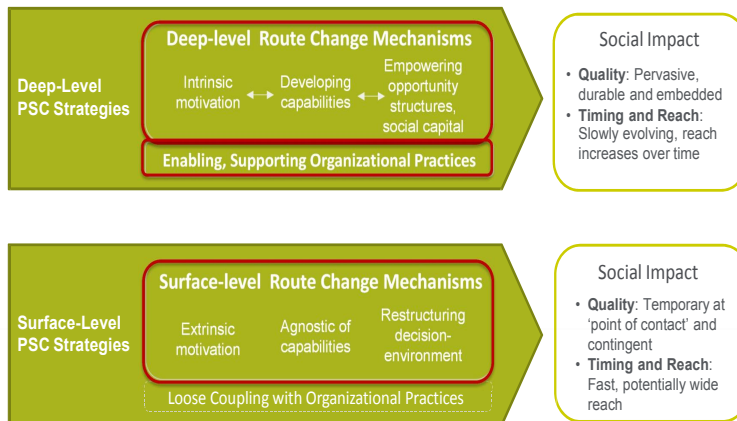 Deep-level Route Change Mechanisms
Deep-Level
PSC Strategies
Intrinsic
motivation
Developing
capabilities
Empowering
opportunity
structures,
social capital
Enabling, Supporting Organizational Practices
Social Impact
• Quality: Pervasive,
durable and embedded
• Timing and Reach:
Slowly evolving, reach
increases over time
Surface-level Route Change Mechanisms
Surface-Level
PSC Strategies
Extrinsic
motivation
Agnostic of
capabilities
Restructuring
decision-
environment
Loose Coupling with Organizational Practices
Social Impact
• Quality: Temporary at
‘point of contact’ and
contingent
• Timing and Reach:
Fast, potentially wide
reach